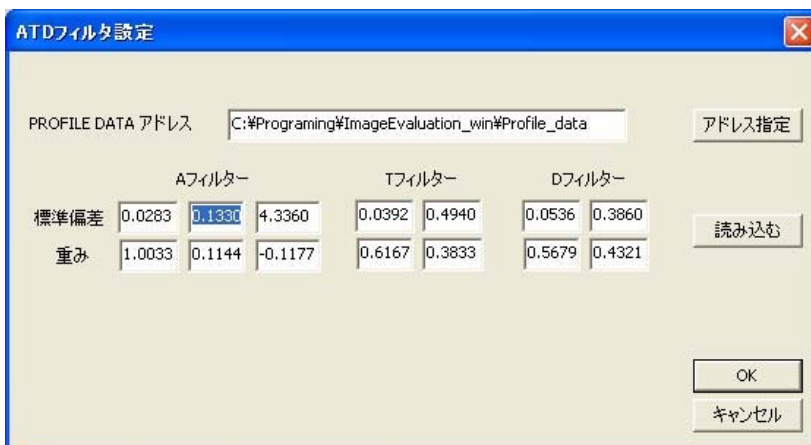 ATDフィルタ設定
PROFILE DATA アドレス C:¥Programing¥ImageEvaluation_win¥Profile_data アドレス指定
Aフィルター Tフィルター Dフィルター
標準偏差 0.0283 0.1330 4.3360 0.0392 0.4940 0.0536 0.3860
読み込む
重み 1.0033 0.1144 -0.1177 0.6167 0.3833 0.5679 0.4321
OK
キャンセル